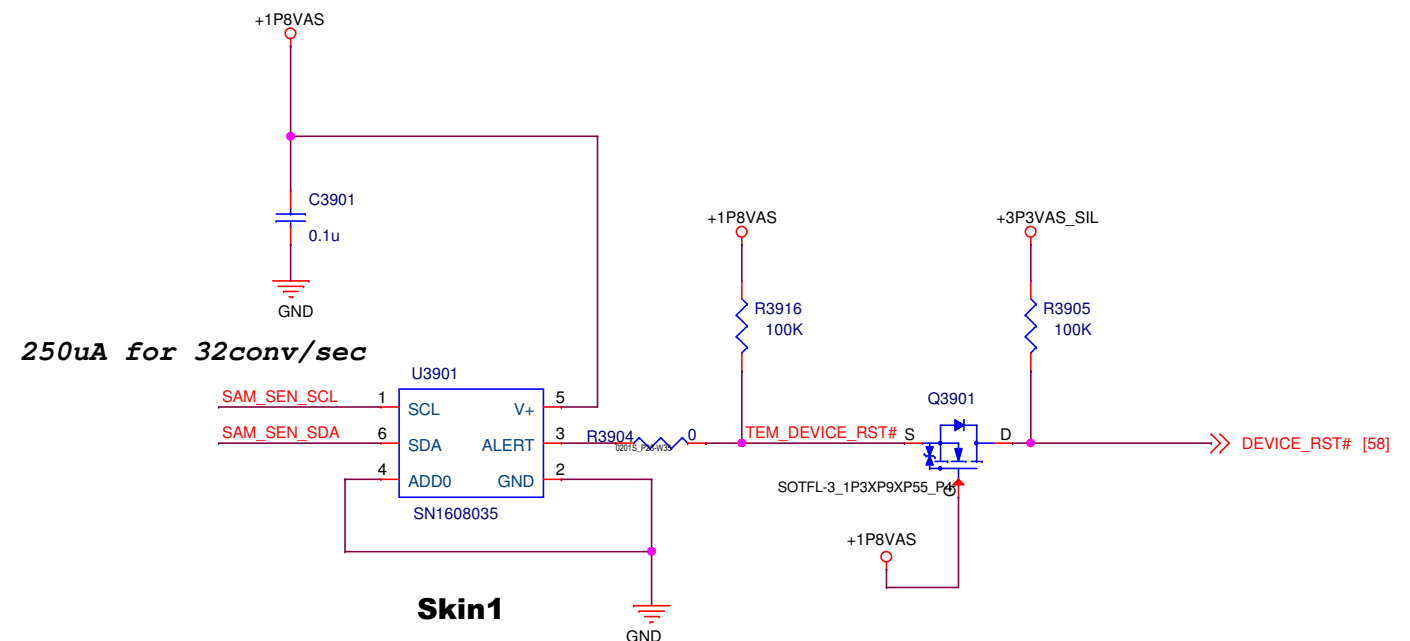 +1P8VAS
C3901
0.1u
GND
+1P8VAS
+3P3VAS_SIL
R3916
100K
R3905
100K
250uA for 32conv/sec
U3901
SAM_SEN_SCL
1
SCL
V+
5
SAM_SEN_SDA
6
SDA
ALERT
3
R3904
0
TEM_DEVICE_RST#
S
Q3901
D
DEVICE_RST# [58]
4
ADD0
GND
2
SN1608035
+1P8VAS
Skin1
GND